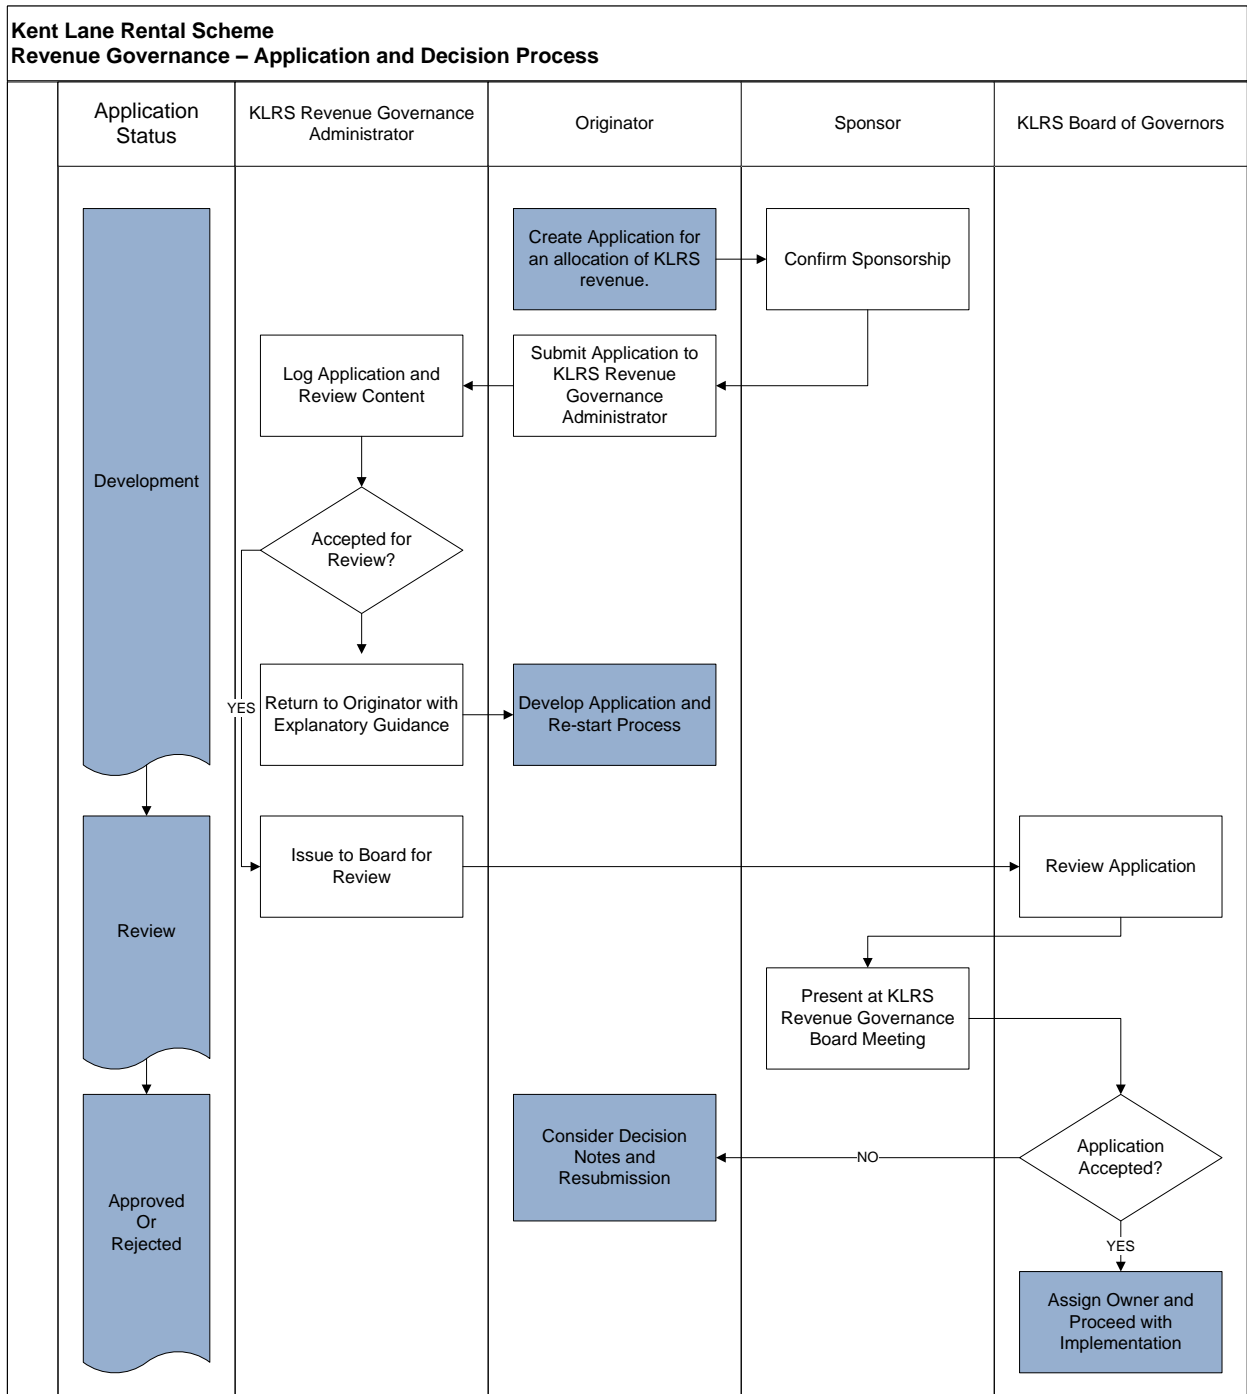 Kent Lane Rental Scheme
Revenue Governance – Application and Decision Process
Application
Status
KLRS Revenue Governance
Administrator
Originator
Sponsor
KLRS Board of Governors
Create Application for
an allocation of KLRS
revenue.
Confirm Sponsorship
Log Application and
Review Content
Submit Application to
KLRS Revenue
Governance
Administrator
Development
Accepted for
Review?
YES
Return to Originator with
Explanatory Guidance
Develop Application and
Re-start Process
Issue to Board for
Review
Review Application
Review
Present at KLRS
Revenue Governance
Board Meeting
Consider Decision
Notes and
Resubmission
NO
Application
Accepted?
Approved
Or
Rejected
YES
Assign Owner and
Proceed with
Implementation